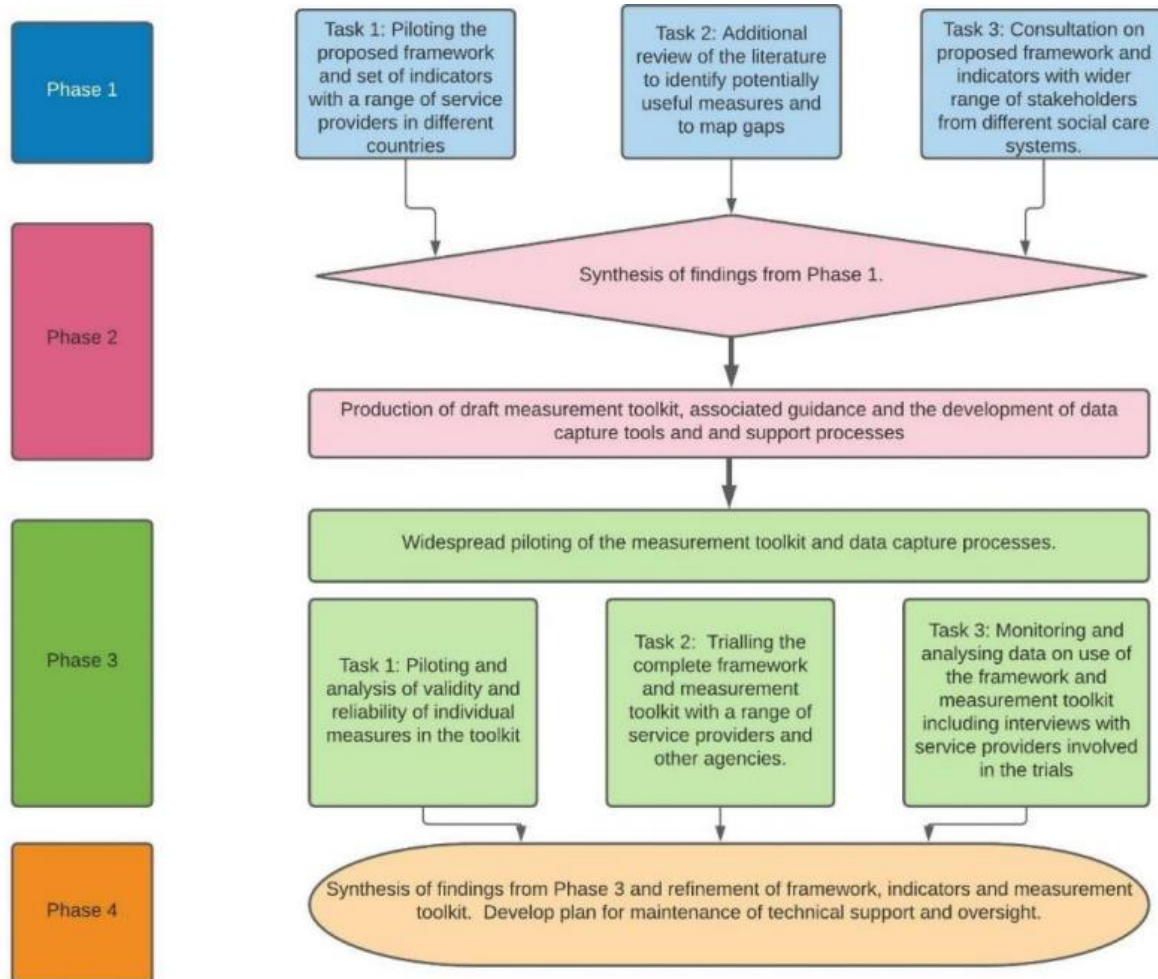 Phase 1
Task 1: Piloting the
proposed framework
and set of indicators
with a range of service
providers in different
countries
Task 2: Additional
review of the literature
to identify potentially
useful measures and
to map gaps
Task 3: Consultation on
proposed framework and
indicators with wider
range of stakeholders
from different social care
systems.
Phase 2
Synthesis of findings from Phase 1.
Production of draft measurement toolkit, associated guidance and the development of data
capture tools and and support processes
Phase 3
Widespread piloting of the measurement toolkit and data capture processes.
Task 1: Piloting and
analysis of validity and
reliability of individual
measures in the toolkit
Task 2: Trialling the
complete framework
and measurement
toolkit with a range of
service providers and
other agencies.
Task 3: Monitoring and
analysing data on use of
the framework and
measurement toolkit
including interviews with
service providers involved
in the trials
Phase 4
Synthesis of findings from Phase 3 and refinement of framework, indicators and measurement
toolkit. Develop plan for maintenance of technical support and oversight.